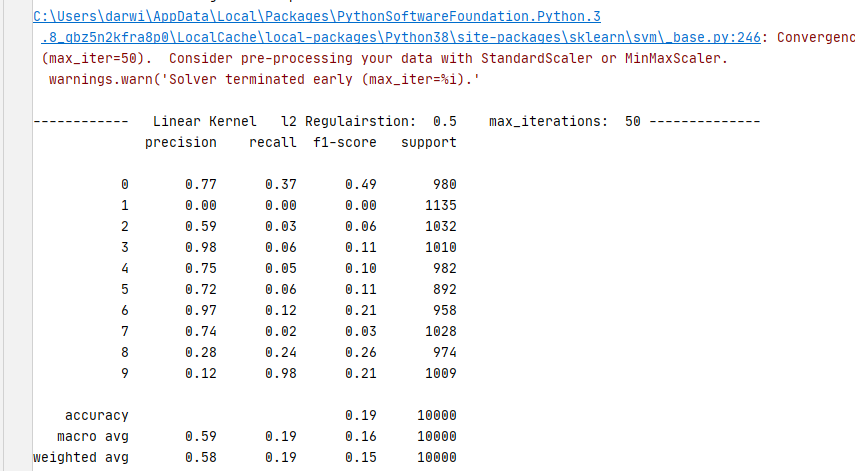 C:\Users\darwi\AppData\Local\Packages\PythonSoftwareFoundation.Python.3
.8_qbz5n2kfra8p0\LocalCache\local-packages\Python38\site-packages\sklearn\svm\_base.py:246: Convergenc
(max_iter=50).  Consider pre-processing your data with StandardScaler or MinMaxScaler.
warnings.warn('Solver terminated early (max_iter=%i).'
------------   Linear Kernel   l2 Regulairstion:  0.5    max_iterations:  50 --------------
precision    recall  f1-score   support
0       0.77      0.37      0.49       980
1       0.00      0.00      0.00      1135
2       0.59      0.03      0.06      1032
3       0.98      0.06      0.11      1010
4       0.75      0.05      0.10       982
5       0.72      0.06      0.11       892
6       0.97      0.12      0.21       958
7       0.74      0.02      0.03      1028
8       0.28      0.24      0.26       974
9       0.12      0.98      0.21      1009
accuracy                           0.19     10000
macro avg       0.59      0.19      0.16     10000
weighted avg       0.58      0.19      0.15     10000